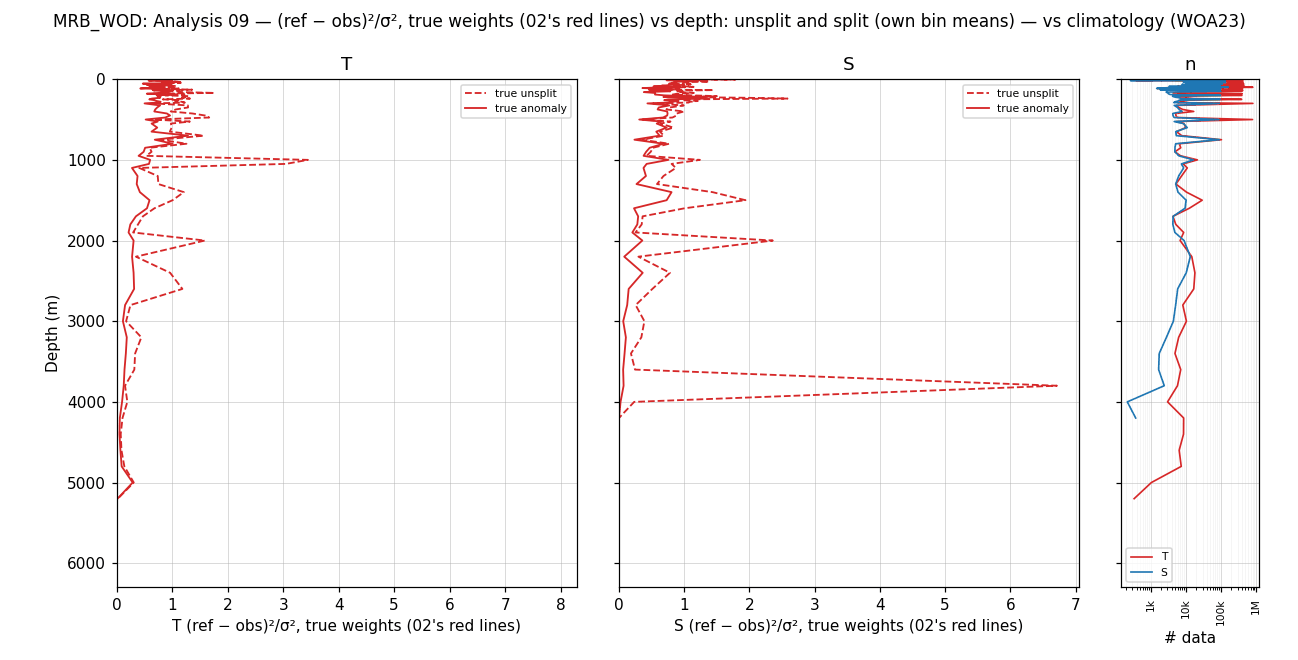 MRB_WOD: Analysis 09 — (ref − obs)²/σ², true weights (02's red lines) vs depth: unsplit and split (own bin means) — vs climatology (WOA23)
T
S
n
true unsplit
true anomaly
true unsplit
true anomaly
0
1000
2000
3000
4000
5000
6000
Depth (m)
T
S
0 1 2 3 4 5 6 7 8
0 1 2 3 4 5 6 7
1k 10k 100k 1M
T (ref − obs)²/σ², true weights (02's red lines)
S (ref − obs)²/σ², true weights (02's red lines)
# data